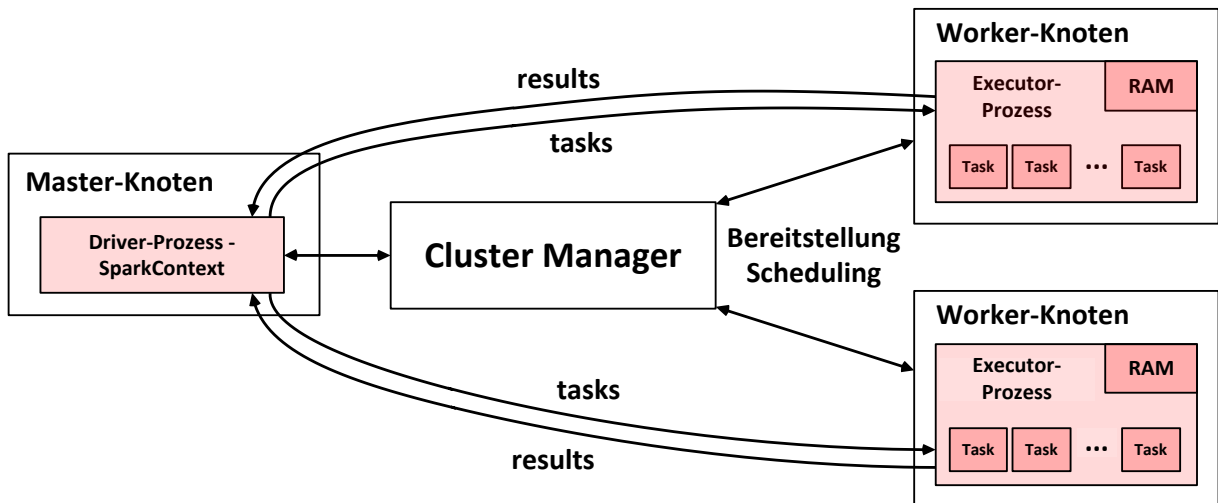 results
tasks
Master-Knoten
Driver-Prozess -
SparkContext
Cluster Manager
Bereitstellung
Scheduling
Worker-Knoten
Executor-
Prozess
RAM
Task
Task
...
Task
Worker-Knoten
Executor-
Prozess
RAM
Task
Task
...
Task
tasks
results